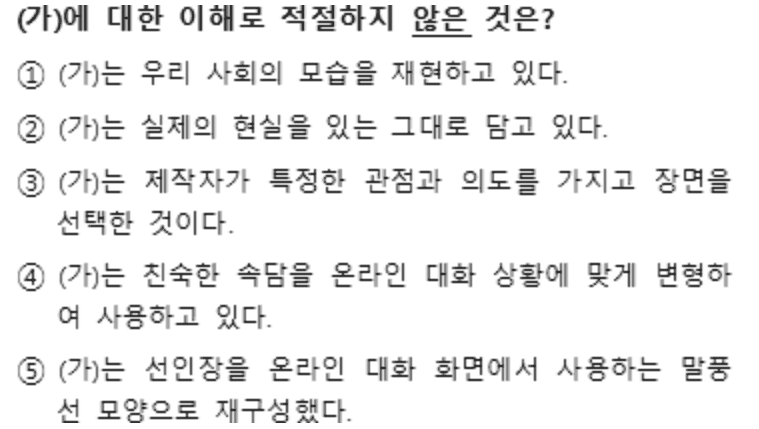 (가)에 대한 이해로 적절하지 않은 것은?
① (가)는 우리 사회의 모습을 재현하고 있다.
② (가)는 실제의 현실을 있는 그대로 담고 있다.
③ (가)는 제작자가 특정한 관점과 의도를 가지고 장면을
선택한 것이다.
④ (가)는 친숙한 속담을 온라인 대화 상황에 맞게 변형하
여 사용하고 있다.
⑤ (가)는 선인장을 온라인 대화 화면에서 사용하는 말풍
선 모양으로 재구성했다.